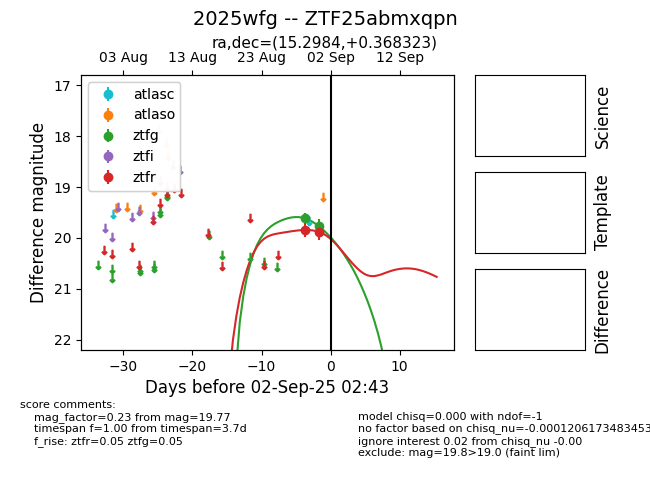 2025wfg -- ZTF25abmxqpn
ra,dec=(15.2984,+0.368323)
03 Aug 13 Aug 23 Aug 02 Sep 12 Sep
17
18
19
20
21
22
Difference magnitude
atlasc
atlaso
ztfg
ztfi
ztfr
−30 −20 −10 0 10
Days before 02-Sep-25 02:43
Science
Template
Difference
score comments:
mag_factor=0.23 from mag=19.77
timespan f=1.00 from timespan=3.7d
f_rise: ztfr=0.05 ztfg=0.05
model chisq=0.000 with ndof=-1
no factor based on chisq_nu=-0.0001206173483453
ignore interest 0.02 from chisq_nu -0.00
exclude: mag=19.8>19.0 (faint lim)